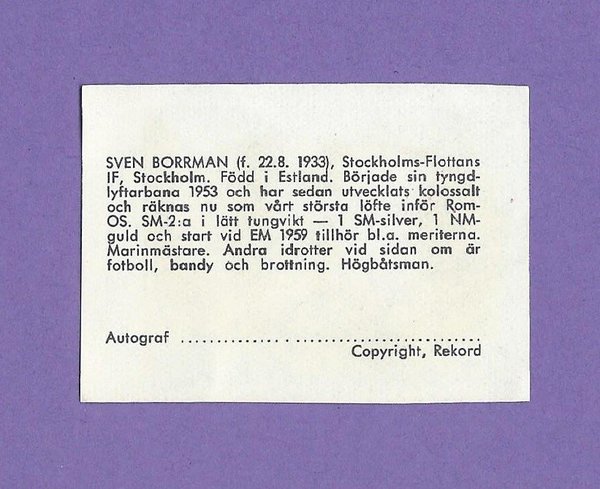 SVEN BORRMAN (f. 22.8. 1933), Stockholms-Flottans
IF, Stockholm. Född i Estland. Började sin tyngd-
lyftarbana 1953 och har sedan utvecklats kolossalt
och räknas nu som vårt största löfte inför Rom-
OS. SM-2:a i lätt tungvikt — 1 SM-silver, 1 NM-
guld och start vid EM 1959 tillhör bl.a. meriterna.
Marinmästare. Andra idrotter vid sidan om är
fotboll, bandy och brottning. Högbåtsman.
Autograf ........................................
Copyright, Rekord